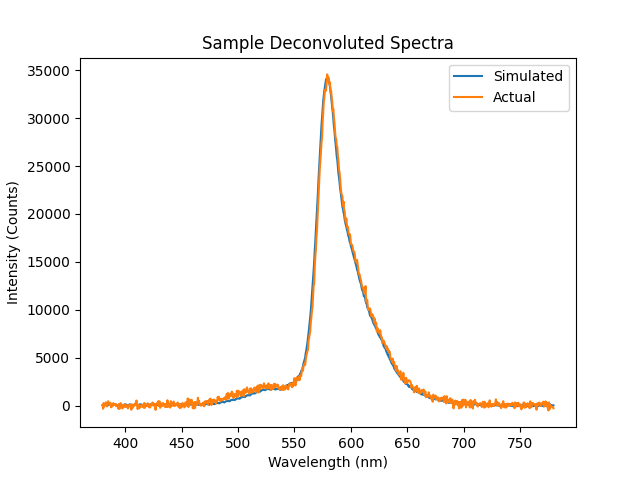 Sample Deconvoluted Spectra
Simulated
Actual
35000
30000
25000
20000
15000
10000
5000
0
Intensity (Counts)
400 450 500 550 600 650 700 750
Wavelength (nm)